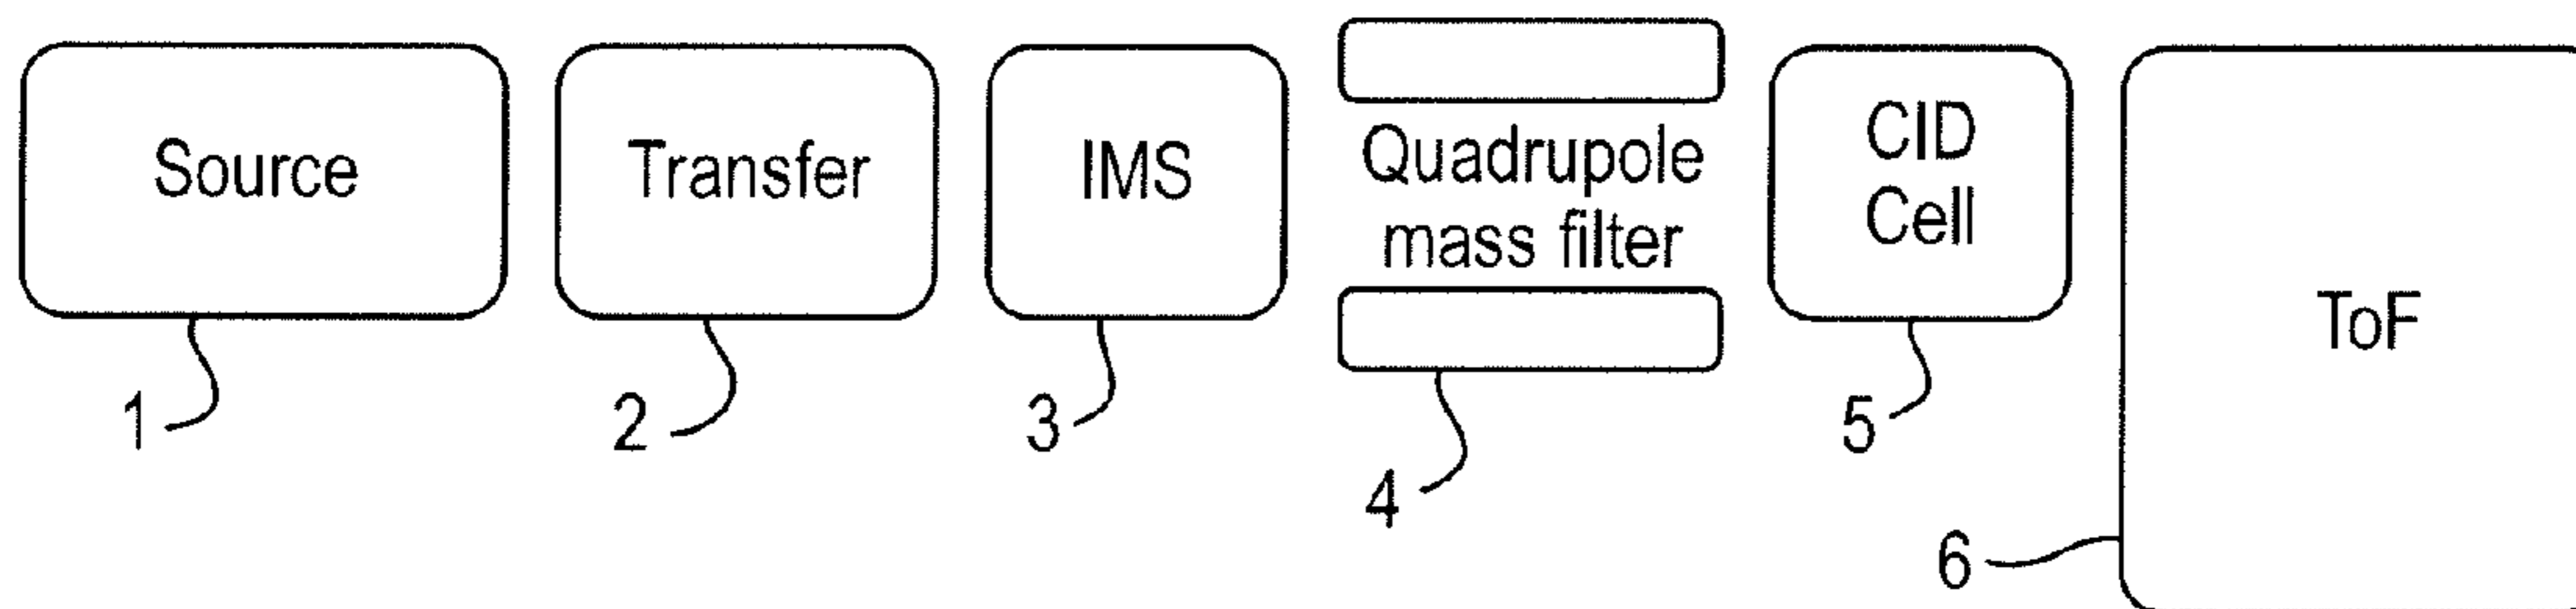 Source
Transfer
IMS
Quadrupole
mass filter
CID
Cell
ToF
1
2
3
4
5
6